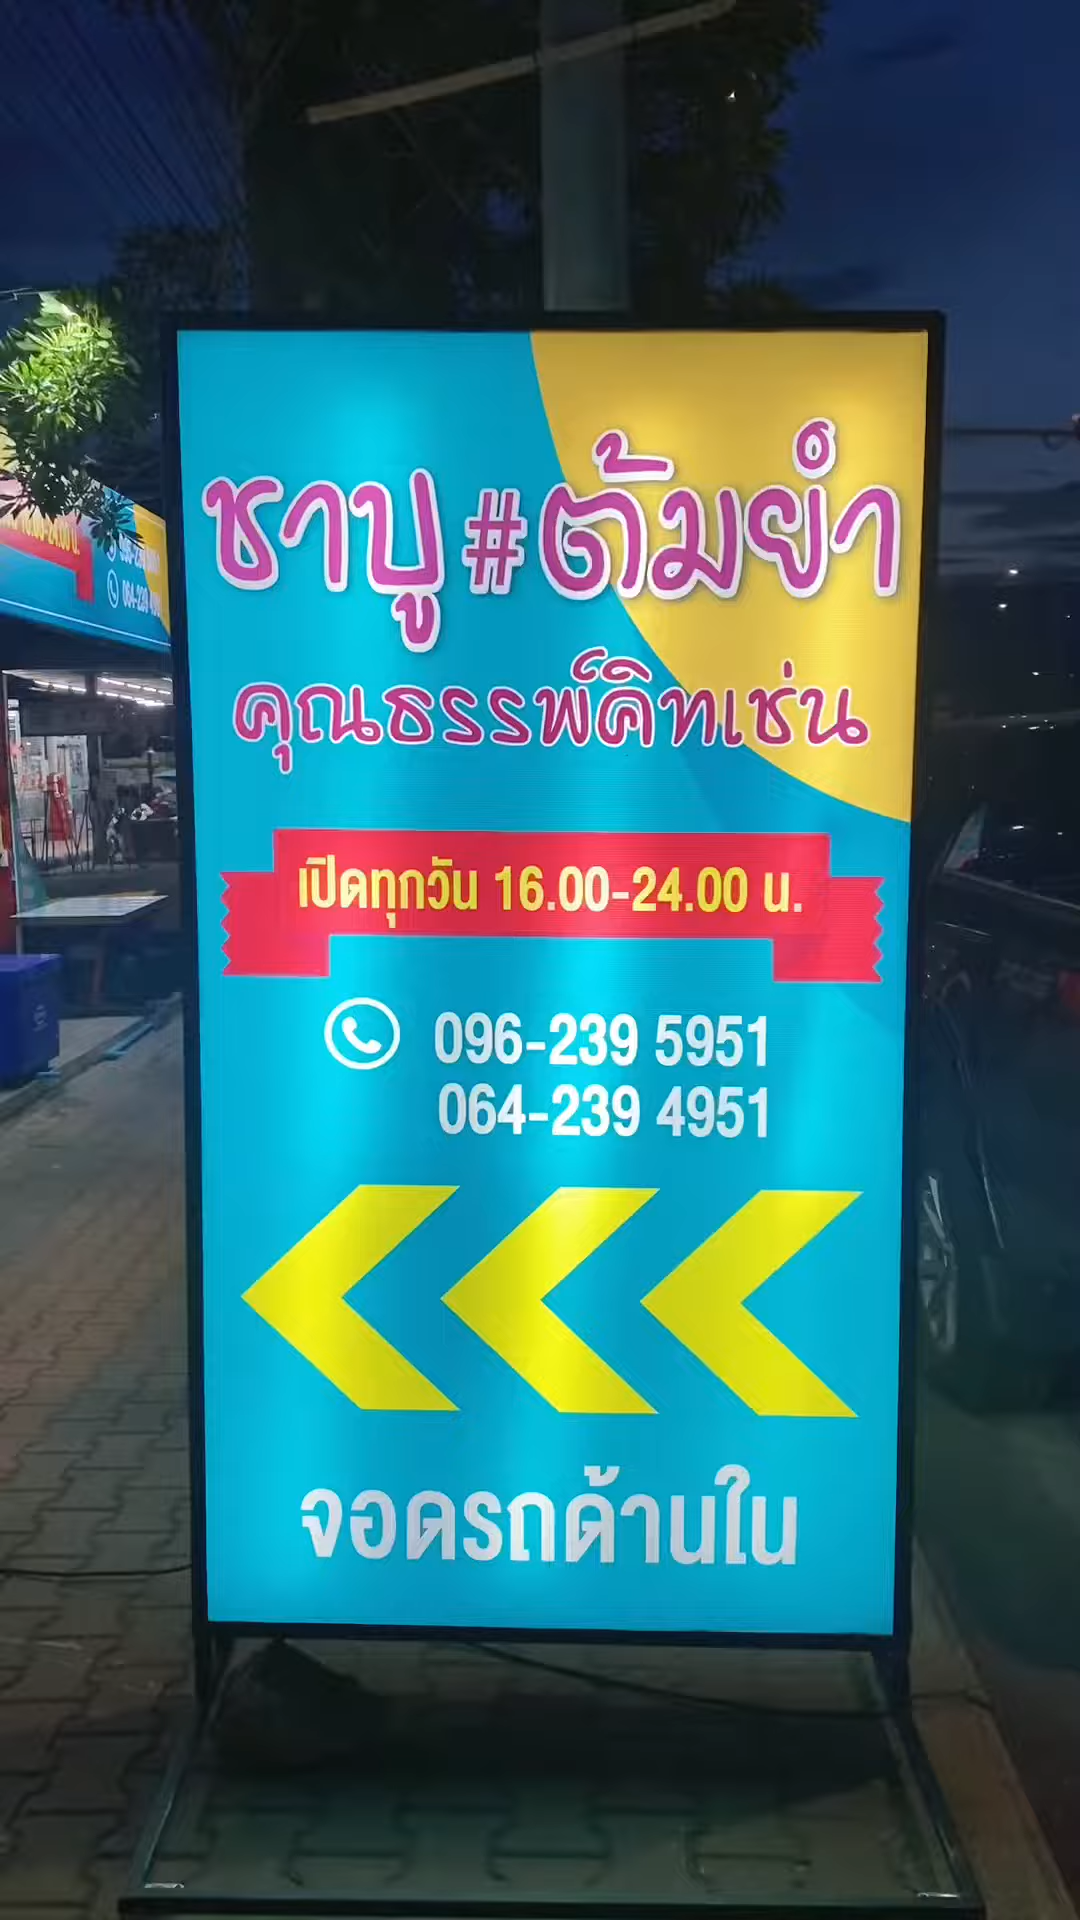 ชาบู#ต้มยำ
คุณธรรพ์คิทเช่น
เปิดทุกวัน 16.00-24.00 น.
096-239 5951
064-239 4951
จอดรถด้านใน